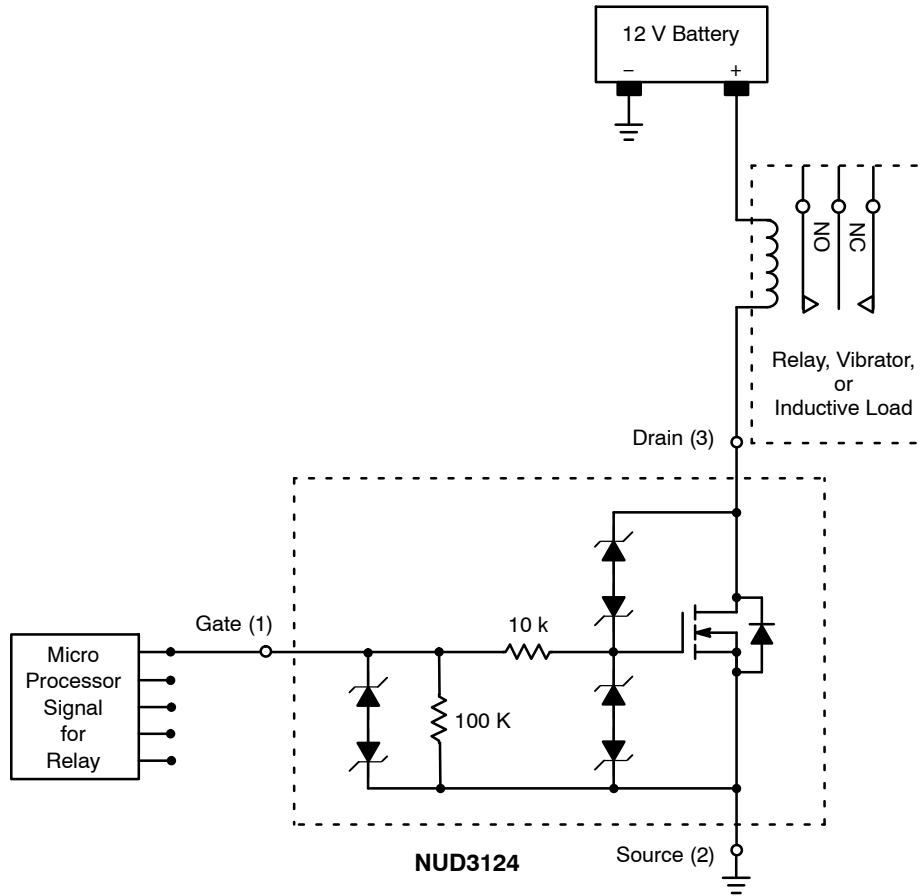 12 V Battery
– +
NO
NC
Relay, Vibrator,
or
Inductive Load
Drain (3)
Gate (1)
10 k
Micro
Processor
Signal
for
Relay
100 K
NUD3124
Source (2)